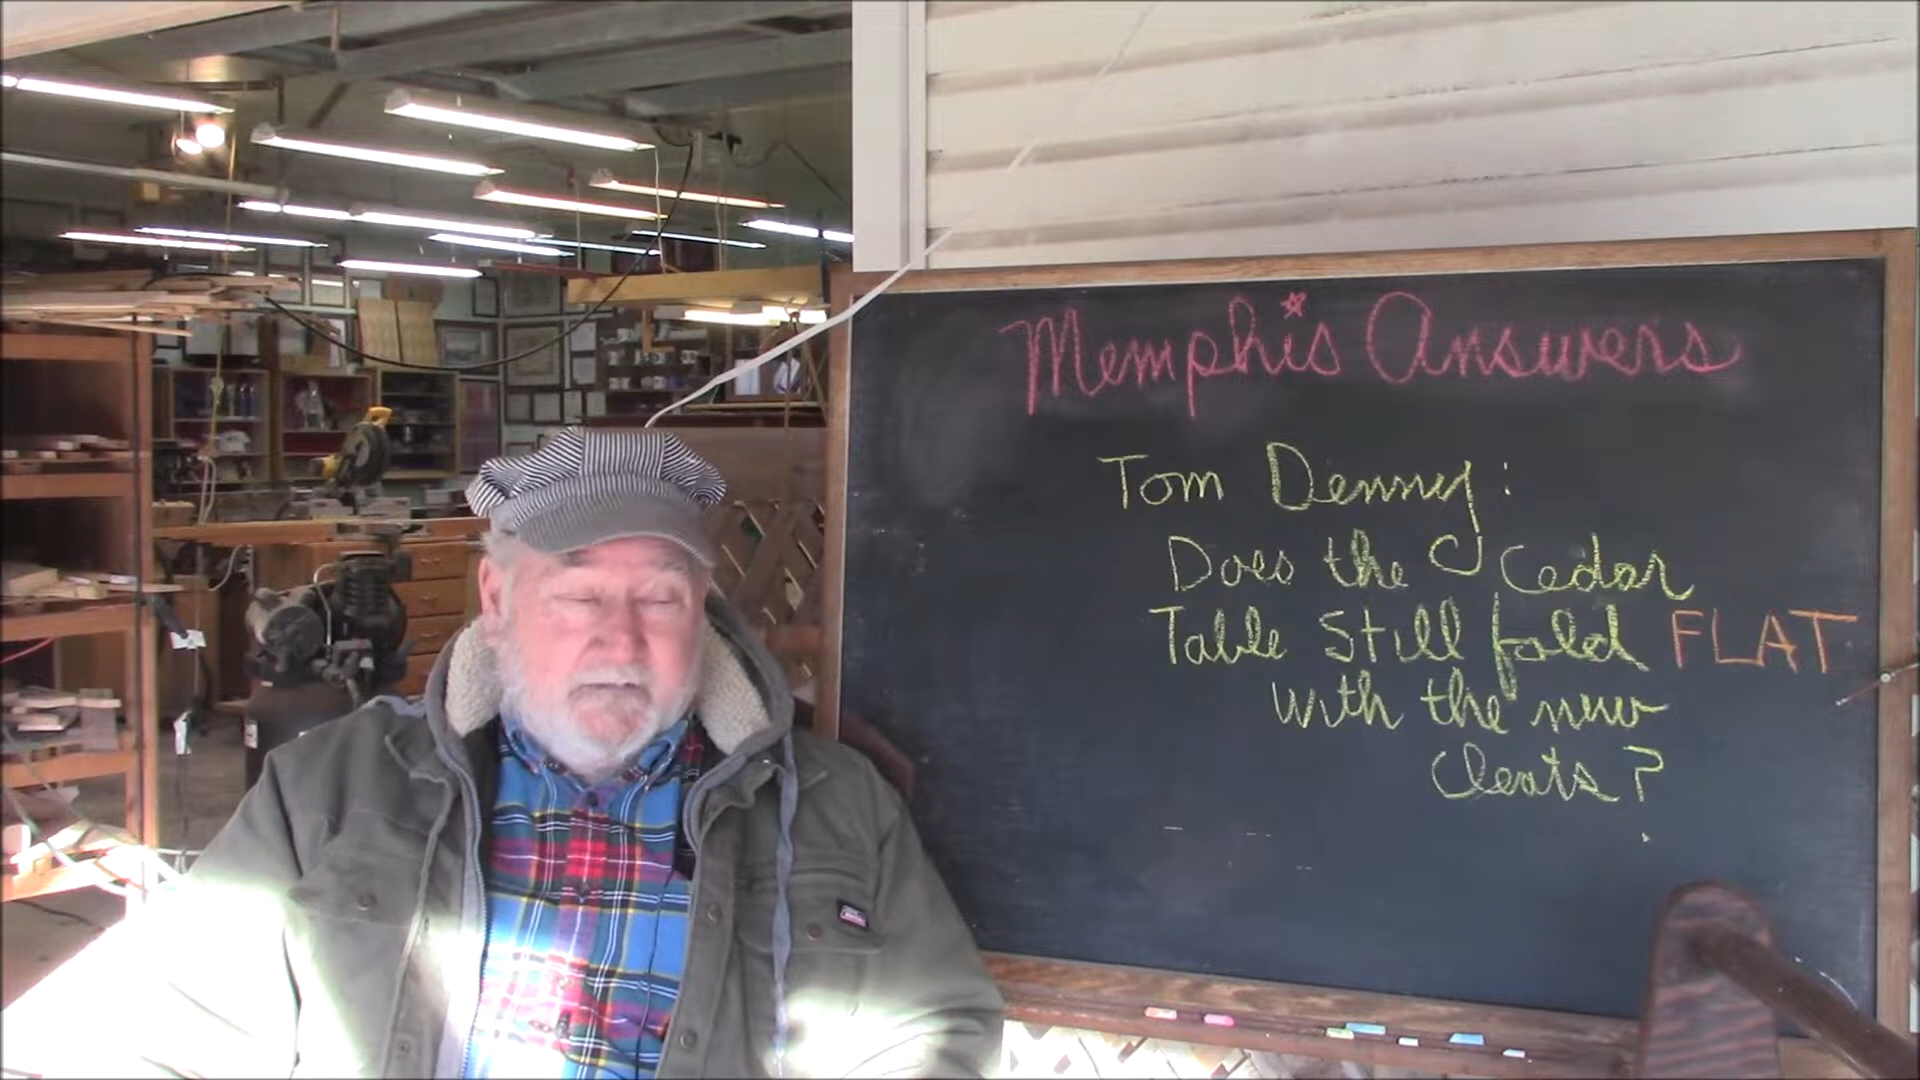 Memphis Answers
Tom Denny:
Does the Cedar
Table Still fold FLAT
with the new
Cleats?